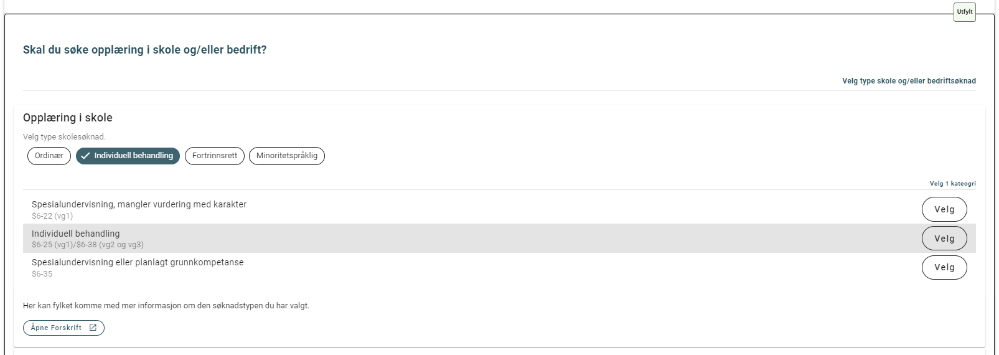 Utfylt
Skal du søke opplæring i skole og/eller bedrift?
Velg type skole og/eller bedriftsøknad
Opplæring i skole
Velg type skolesøknad.
Ordinær Individuell behandling Fortrinnsrett Minoritetspråklig
Velg 1 kateogri
Spesialundervisning, mangler vurdering med karakter
$6-22 (vg1)
Velg
Individuell behandling
$6-25 (vg1)/$6-38 (vg2 og vg3)
Velg
Spesialundervisning eller planlagt grunnkompetanse
$6-35
Velg
Her kan fylket komme med mer informasjon om den søknadstypen du har valgt.
Åpne Forskrift